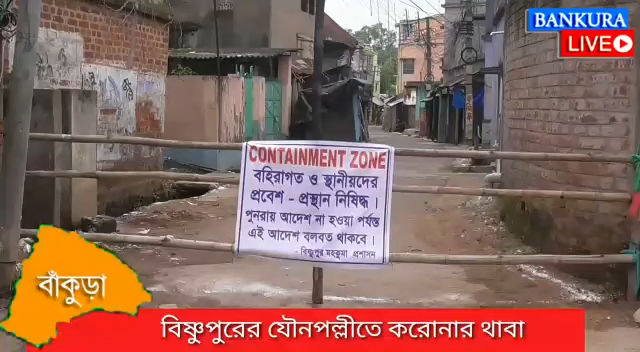 BANKURA
LIVE
CONTAINMENT ZONE
বহিরাগত ও স্থানীয়দের
প্রবেশ - প্রস্থান নিষিদ্ধ ।
পুনরায় আদেশ না হওয়া পর্যন্ত
এই আদেশ বলবত থাকবে ।
- বিষ্ণুপুর মহকুমা প্রশাসন
বাঁকুড়া
বিষ্ণুপুরের যৌনপল্লীতে করোনার থাবা